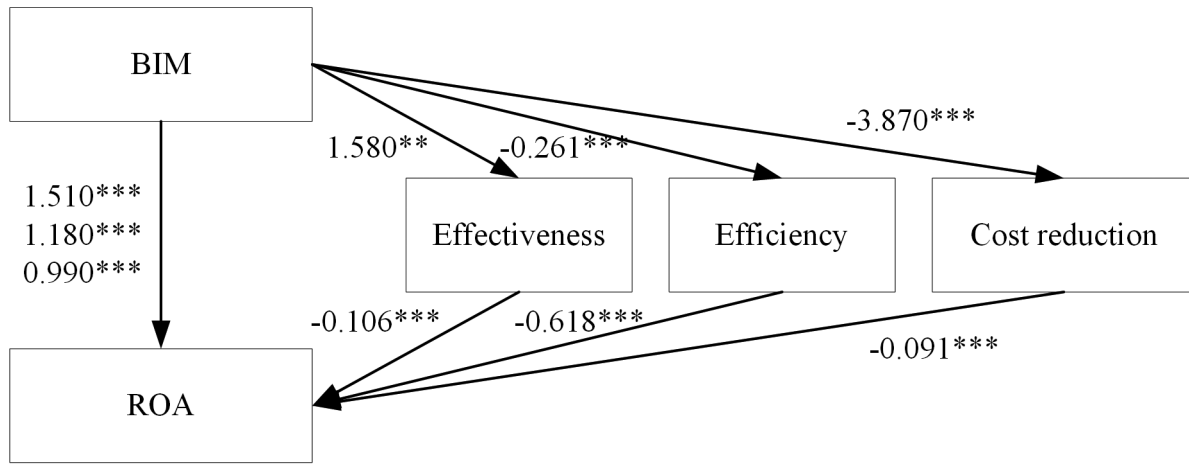 BIM
-3.870***
1.580**
-0.261***
1.510***
1.180***
0.990***
Effectiveness
Efficiency
Cost reduction
-0.106***
-0.618***
-0.091***
ROA